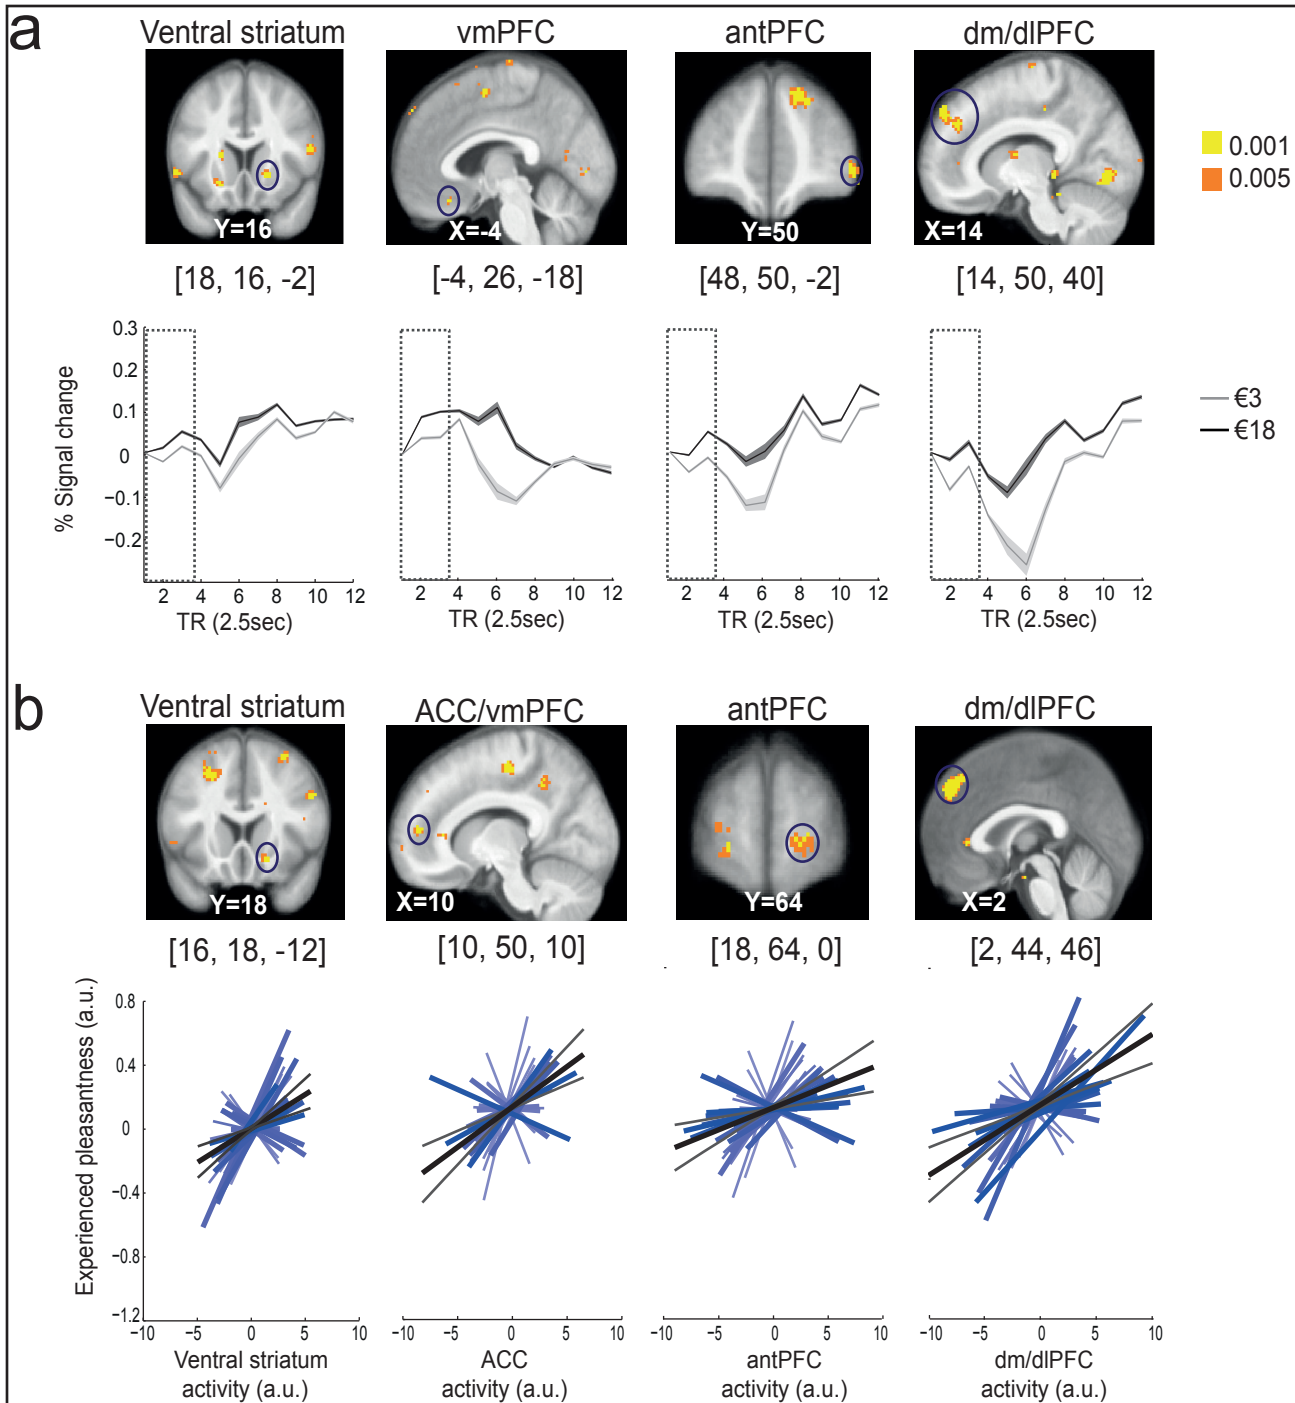 a
Ventral striatum vmPFC antPFC dm/dlPFC
0.001
0.005
Y=16 X=-4 Y=50 X=14
[18, 16, -2] [-4, 26, -18] [48, 50, -2] [14, 50, 40]
% Signal change
0.3
0.2
0.1
0
−0.1
−0.2
€3
€18
2 4 6 8 10 12 2 4 6 8 10 12 2 4 6 8 10 12 2 4 6 8 10 12
TR (2.5sec) TR (2.5sec) TR (2.5sec) TR (2.5sec)
b
Ventral striatum ACC/vmPFC antPFC dm/dlPFC
Y=18 X=10 Y=64 X=2
[16, 18, -12] [10, 50, 10] [18, 64, 0] [2, 44, 46]
Experienced pleasantness (a.u.)
0.8
0.4
0
−0.4
−0.8
−1.2
−10 −5 0 5 10 −10 −5 0 5 10 −10 −5 0 5 10 −10 −5 0 5 10
Ventral striatum ACC antPFC dm/dlPFC
activity (a.u.) activity (a.u.) activity (a.u.) activity (a.u.)